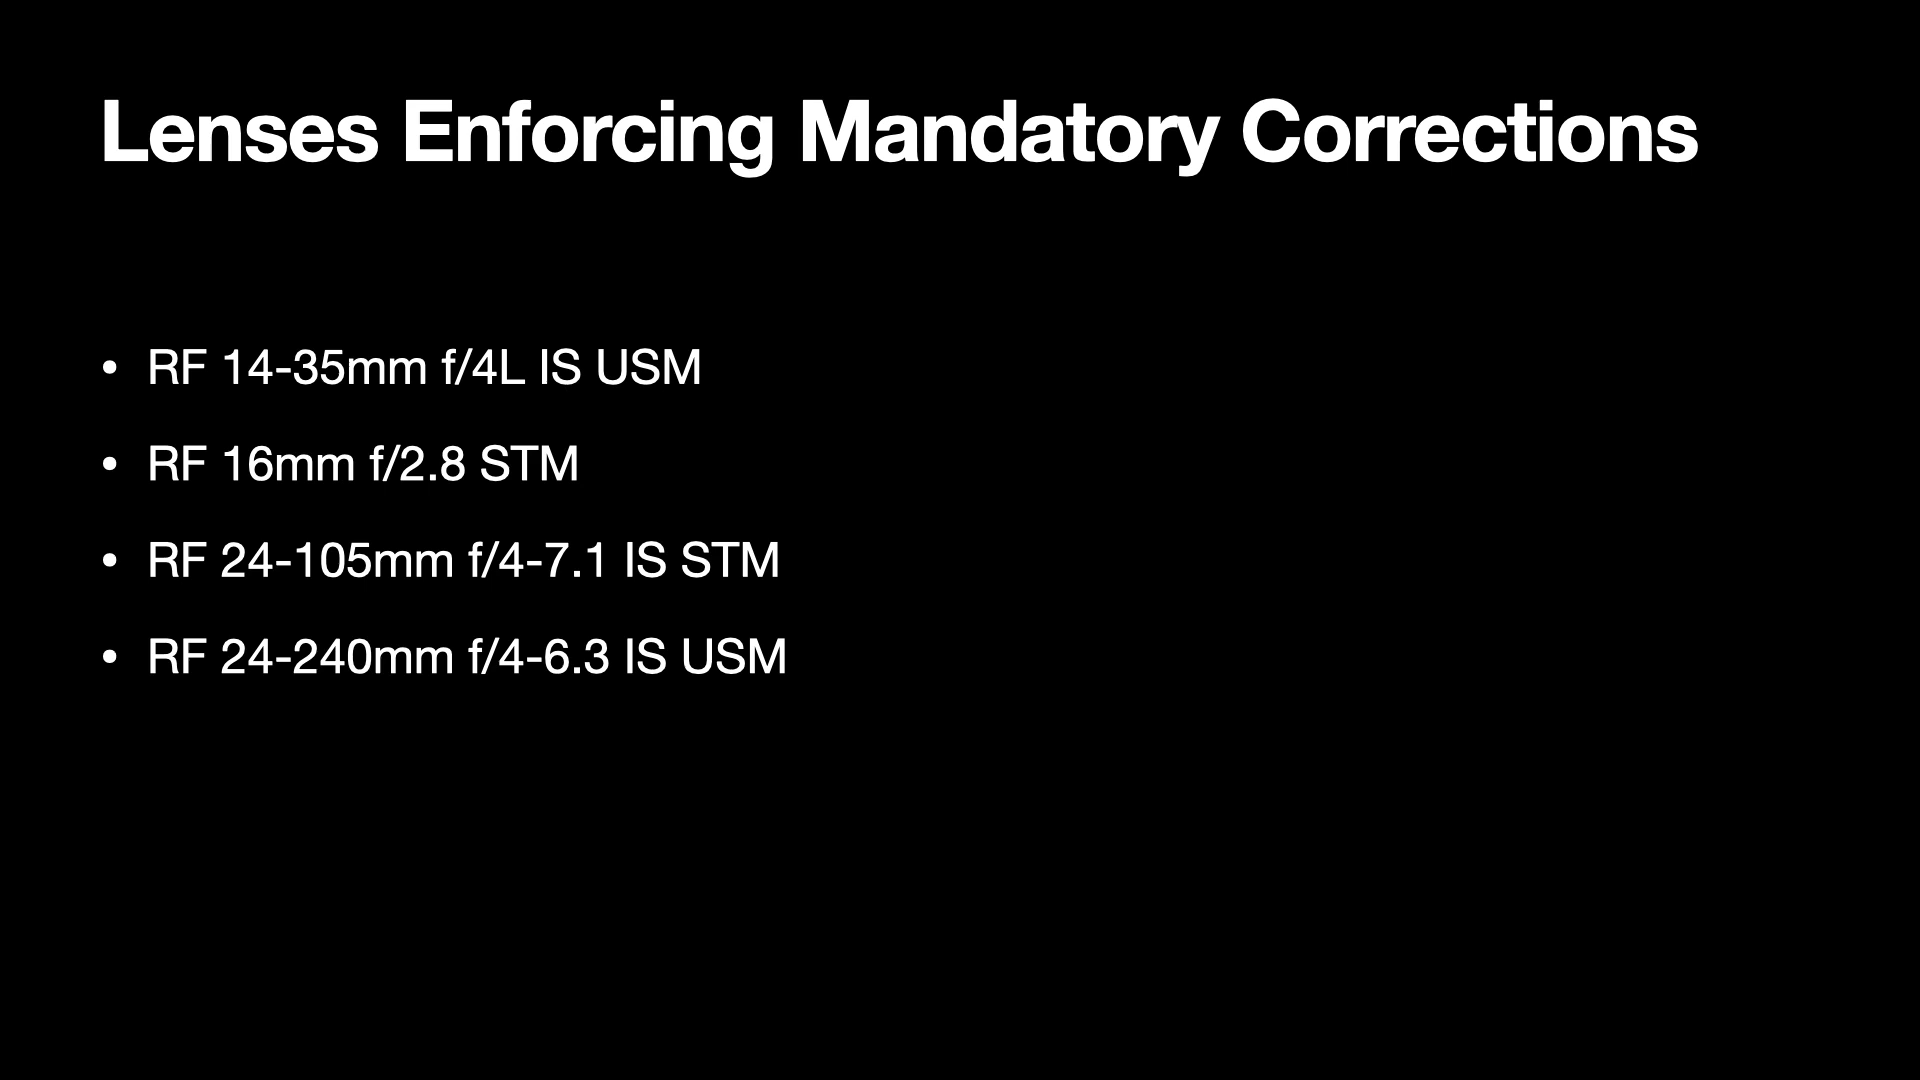 Lenses Enforcing Mandatory Corrections
• RF 14-35mm f/4L IS USM
• RF 16mm f/2.8 STM
• RF 24-105mm f/4-7.1 IS STM
• RF 24-240mm f/4-6.3 IS USM